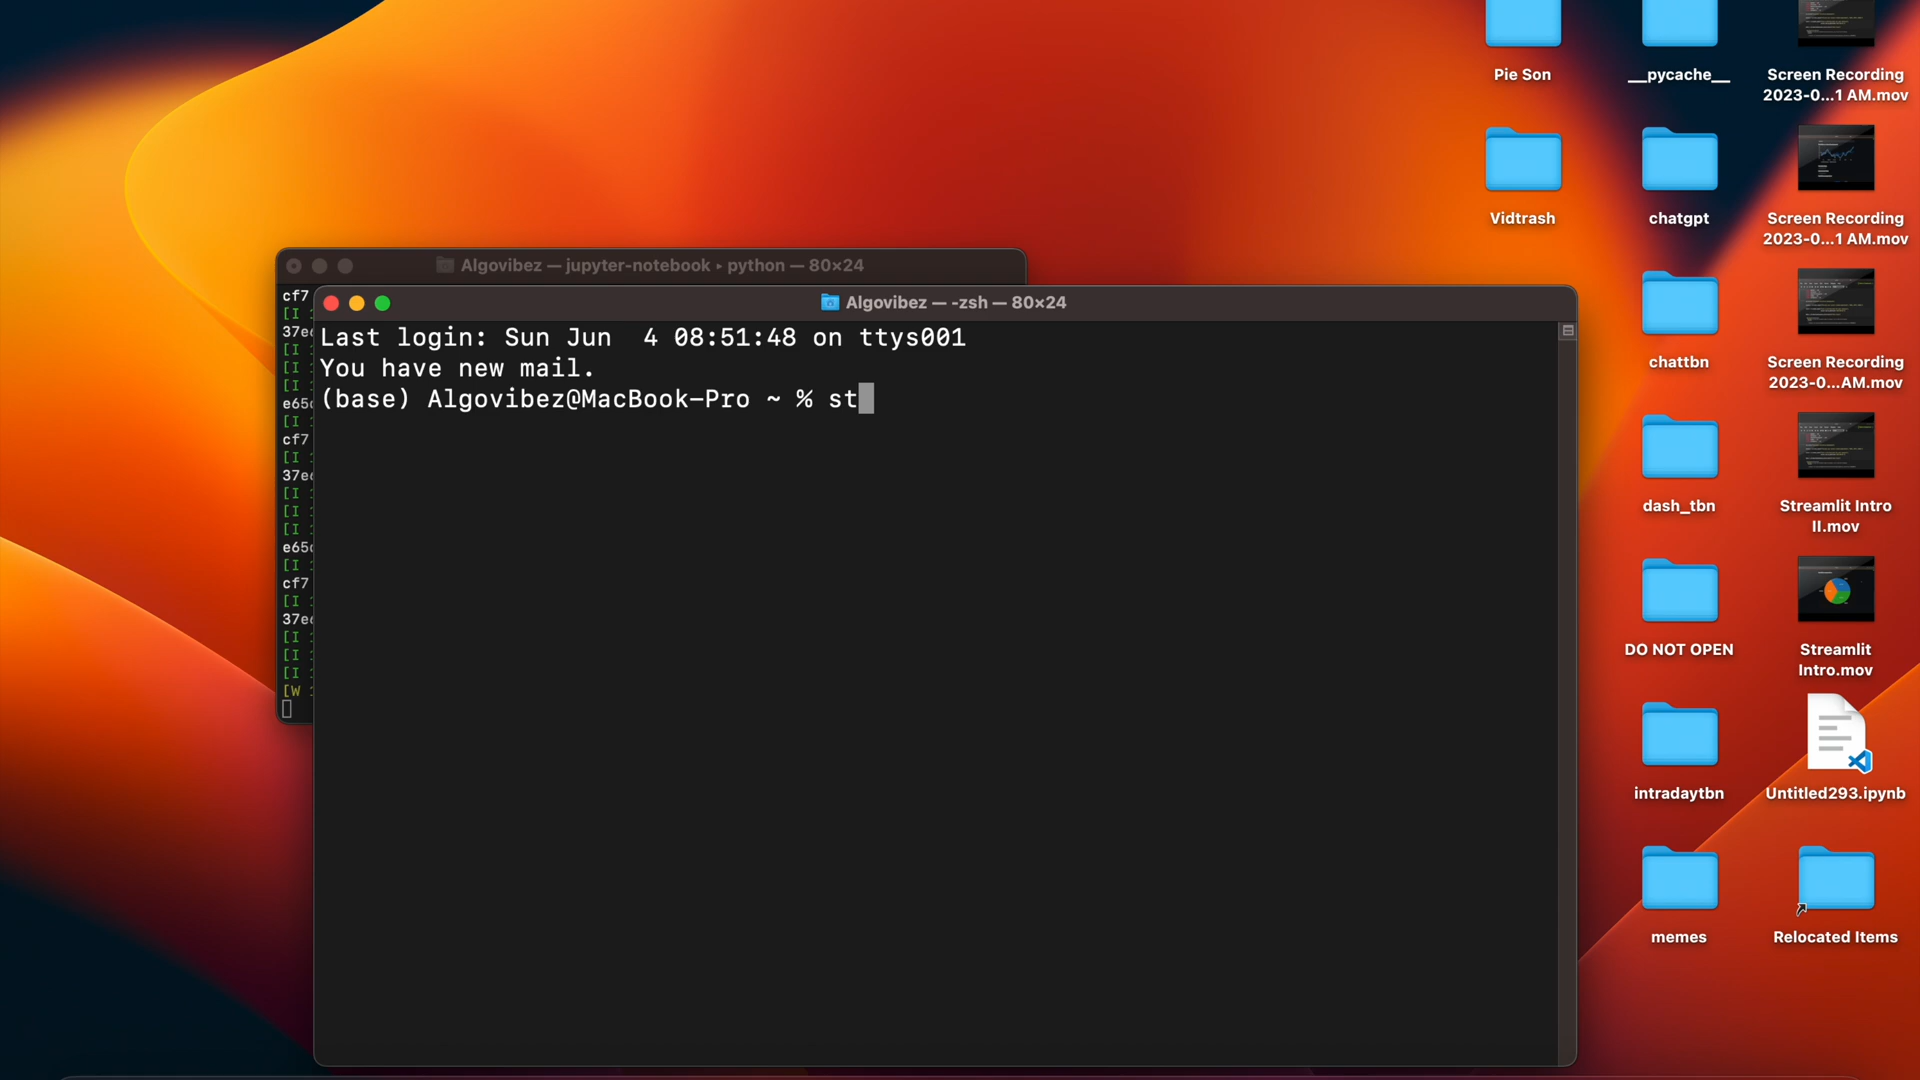 Pie Son
__pycache__
Screen Recording
2023-0...1 AM.mov
Vidtrash
chatgpt
Screen Recording
2023-0...1 AM.mov
Algovibez — jupyter-notebook ▸ python — 80×24
cf7
[I
37e
[I
[I
[I
e65
[I
cf7
[I
37e
[I
[I
[I
e65
[I
cf7
[I
37e
[I
[I
[I
[W
Algovibez — -zsh — 80×24
Last login: Sun Jun  4 08:51:48 on ttys001
You have new mail.
(base) Algovibez@MacBook-Pro ~ % st
chattbn
Screen Recording
2023-0...AM.mov
dash_tbn
Streamlit Intro
II.mov
DO NOT OPEN
Streamlit
Intro.mov
intradaytbn
Untitled293.ipynb
memes
Relocated Items